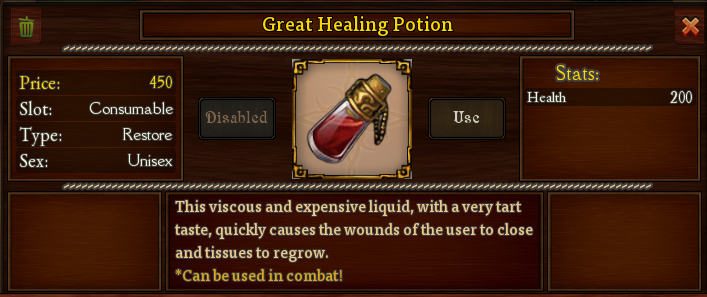 Great Healing Potion
Price: 450
Slot: Consumable
Type: Restore
Sex: Unisex
Disabled
Use
Stats:
Health 200
This viscous and expensive liquid, with a very tart
taste, quickly causes the wounds of the user to close
and tissues to regrow.
*Can be used in combat!